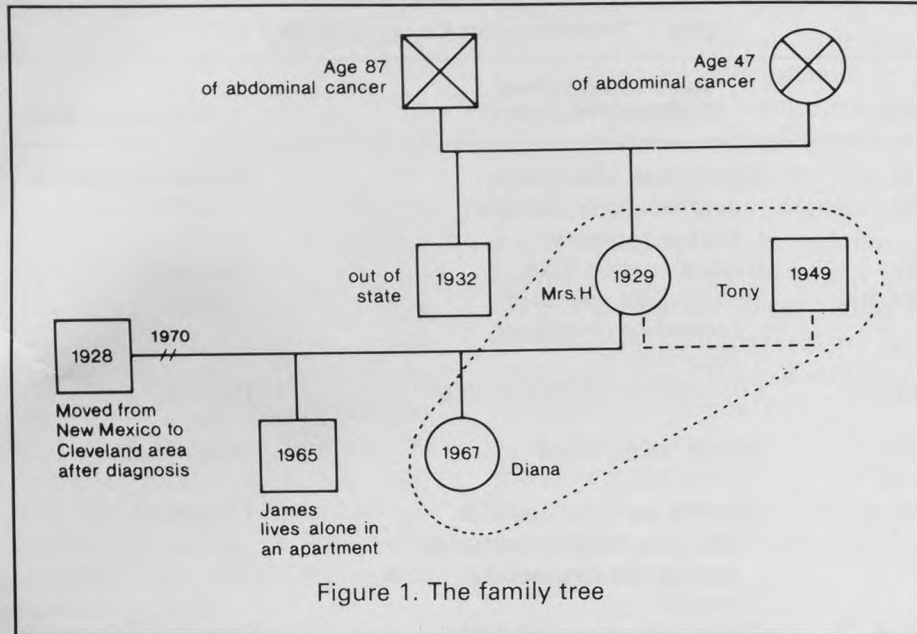 Age 87
of abdominal cancer
Age 47
of abdominal cancer
out of
state
1932
Mrs. H
1929
Tony
1949
1928
1970
Moved from
New Mexico to
Cleveland area
after diagnosis
1965
James
lives alone in
an apartment
1967
Diana
Figure 1. The family tree